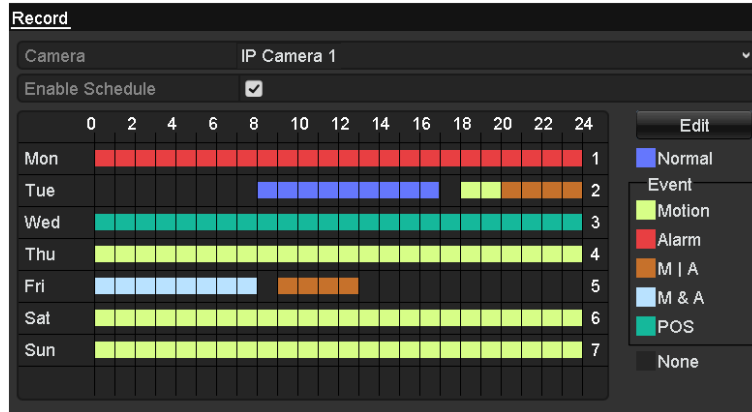 Record
Camera IP Camera 1
Enable Schedule
0 2 4 6 8 10 12 14 16 18 20 22 24
Edit
Mon 1
Normal
Tue 2
Event
Motion
Wed 3
Alarm
Thu 4
M | A
Fri 5
M & A
Sat 6
POS
Sun 7
None